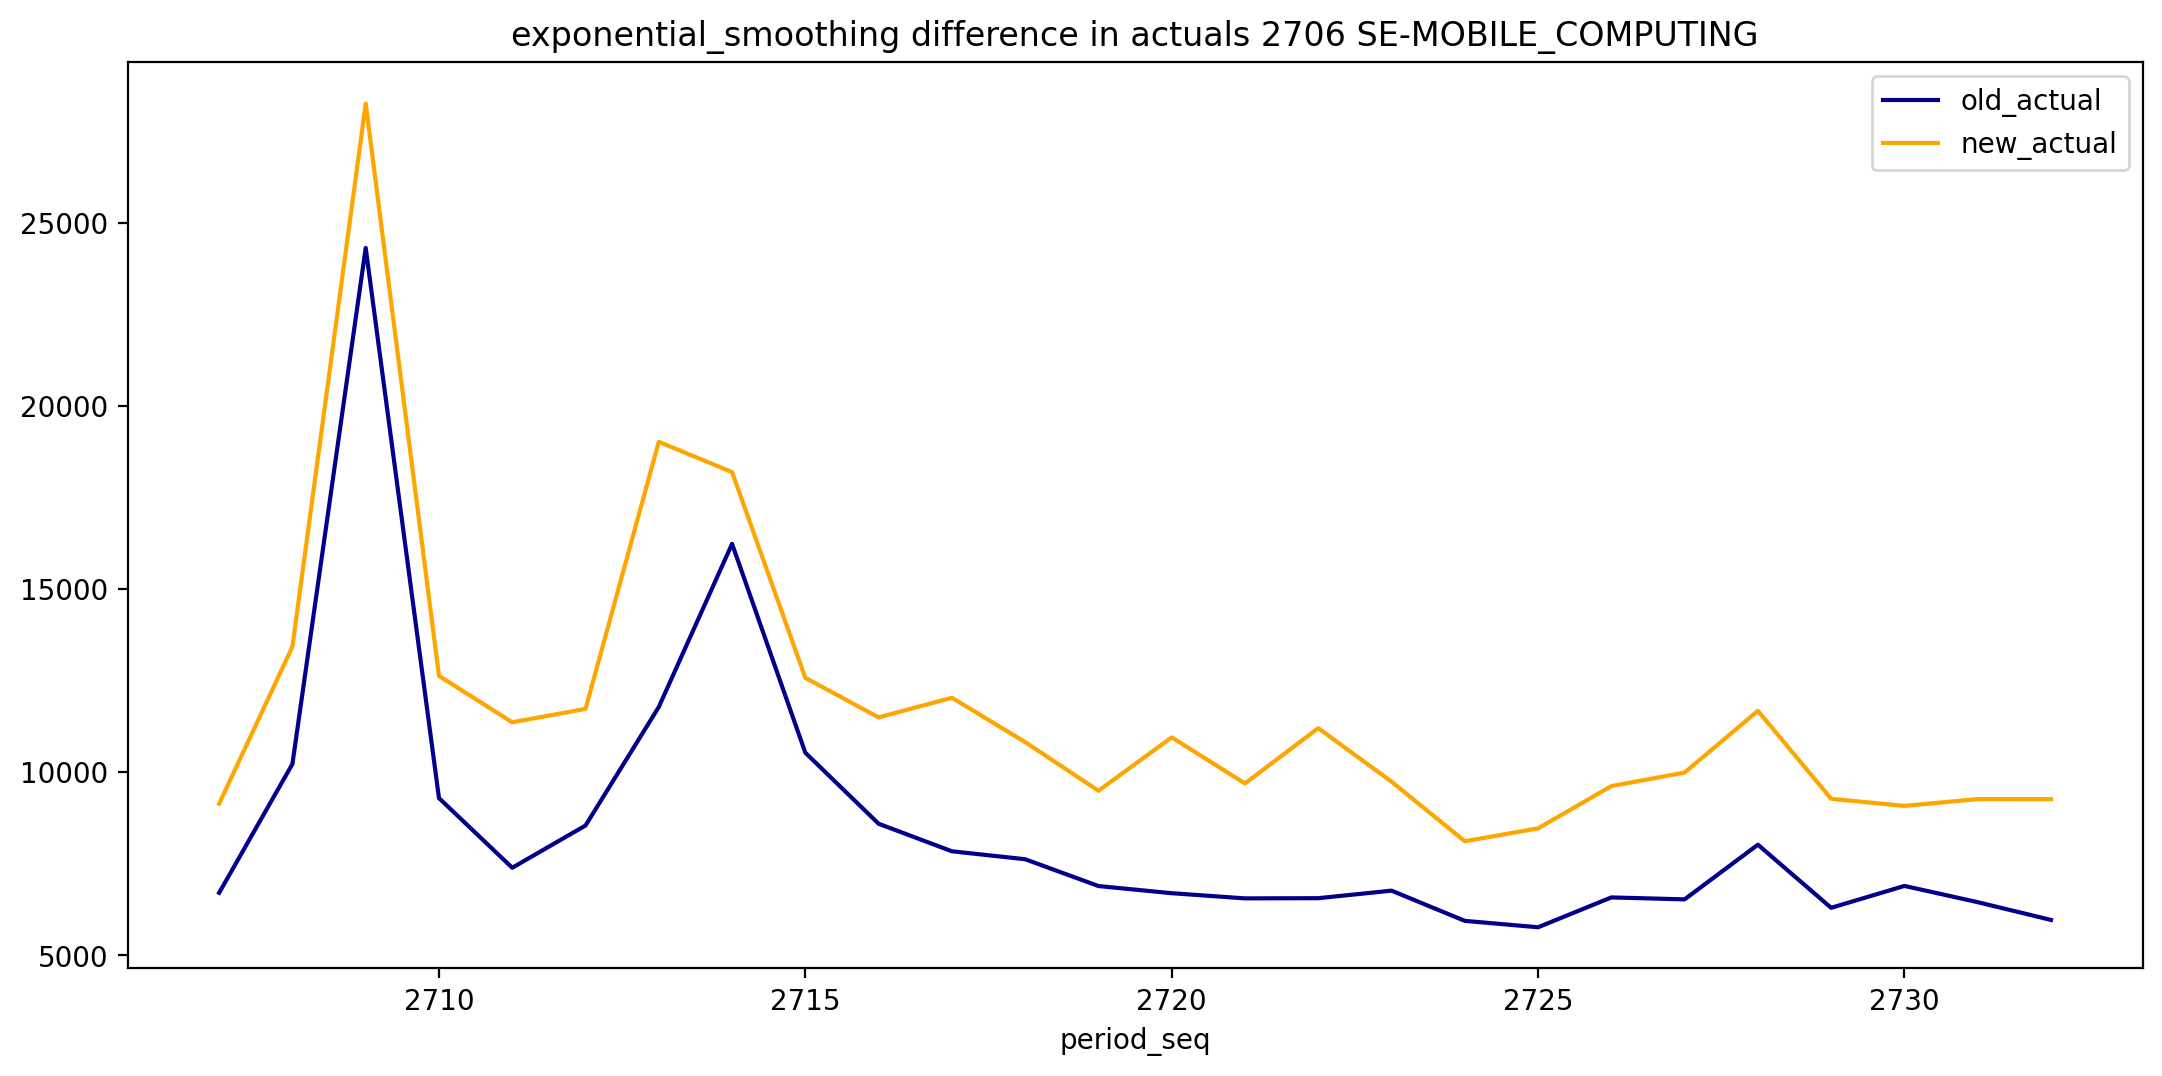 exponential_smoothing difference in actuals 2706 SE-MOBILE_COMPUTING
old_actual
new_actual
25000
20000
15000
10000
5000
2710 2715 2720 2725 2730
period_seq